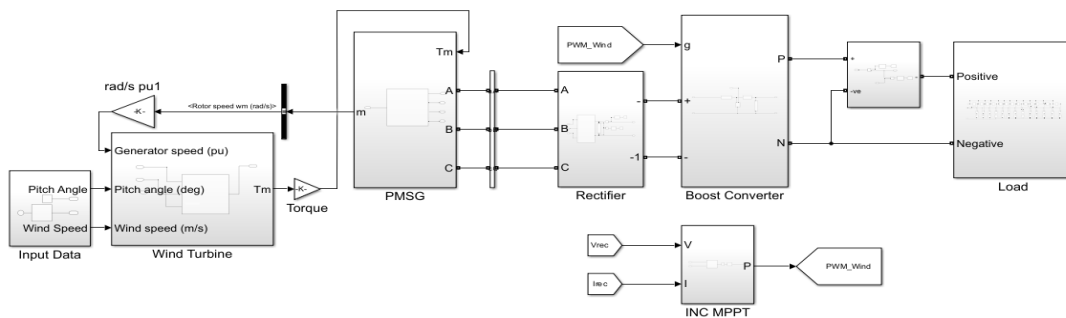 rad/s pu1
-K-
<Rotor speed wm (rad/s)>
Generator speed (pu)
Pitch angle (deg)
Wind speed (m/s)
Tm
Wind Turbine
Pitch Angle
Wind Speed
Input Data
-K-
Torque
Tm
m
A
B
C
PMSG
A
B
C
-
-1
Rectifier
PWM_Wind
g
+
-
P
N
Boost Converter
+
-ve
Positive
Negative
Load
Vrec
Irec
V
I
P
INC MPPT
PWM_Wind